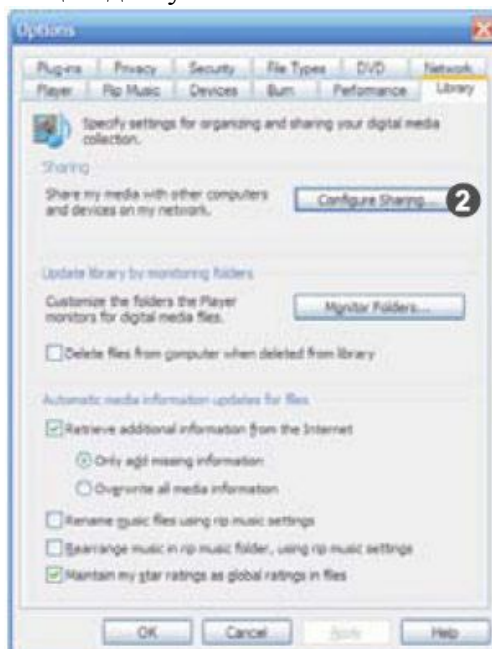 Options
Plug-ins Privacy Security File Types DVD Network
Player Rip Music Devices Burn Performance Library
Specify settings for organizing and sharing your digital media
collection.
Sharing
Share my media with other computers
and devices on my network.
Configure Sharing...
2
Update library by monitoring folders
Customize the folders the Player
monitors for digital media files.
Monitor Folders...
Delete files from computer when deleted from library
Automatic media information updates for files
Retrieve additional information from the Internet
Only add missing information
Overwrite all media information
Rename music files using rip music settings
Rearrange music in rip music folder, using rip music settings
Maintain my star ratings as global ratings in files
OK Cancel Apply Help